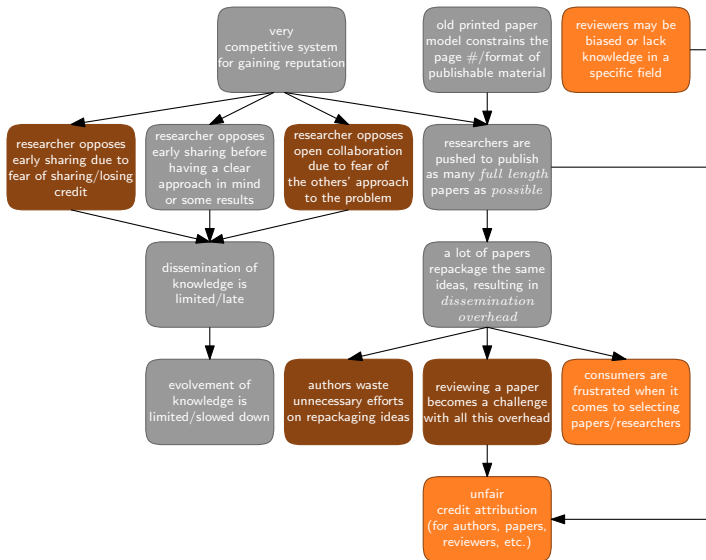 very
competitive system
for gaining reputation
old printed paper
model constrains the
page #/format of
publishable material
reviewers may be
biased or lack
knowledge in a
specific field
researcher opposes
early sharing due to
fear of sharing/losing
credit
researcher opposes
early sharing before
having a clear
approach in mind
or some results
researcher opposes
open collaboration
due to fear of
the others' approach
to the problem
researchers are
pushed to publish
as many full length
papers as possible
dissemination of
knowledge is
limited/late
a lot of papers
repackage the same
ideas, resulting in
dissemination
overhead
evolvement of
knowledge is
limited/slowed down
authors waste
unnecessary efforts
on repackaging ideas
reviewing a paper
becomes a challenge
with all this overhead
consumers are
frustrated when it
comes to selecting
papers/researchers
unfair
credit attribution
(for authors, papers,
reviewers, etc.)